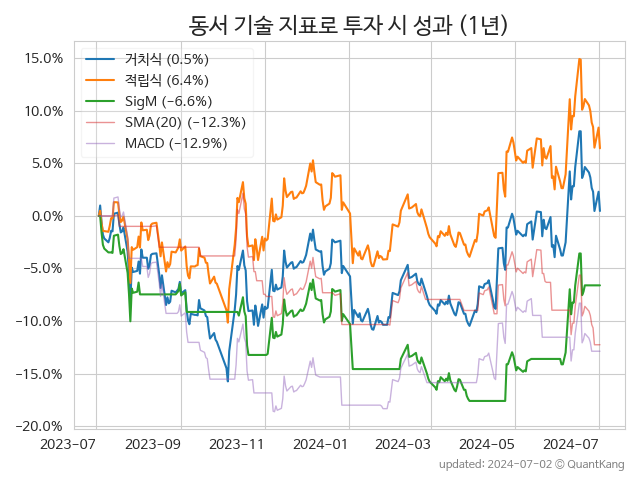 동서 기술 지표로 투자 시 성과 (1년)
거치식 (0.5%)
적립식 (6.4%)
SigM (−6.6%)
SMA(20) (−12.3%)
MACD (−12.9%)
15.0%
10.0%
5.0%
0.0%
−5.0%
−10.0%
−15.0%
−20.0%
2023-07 2023-09 2023-11 2024-01 2024-03 2024-05 2024-07
updated: 2024-07-02 © QuantKang